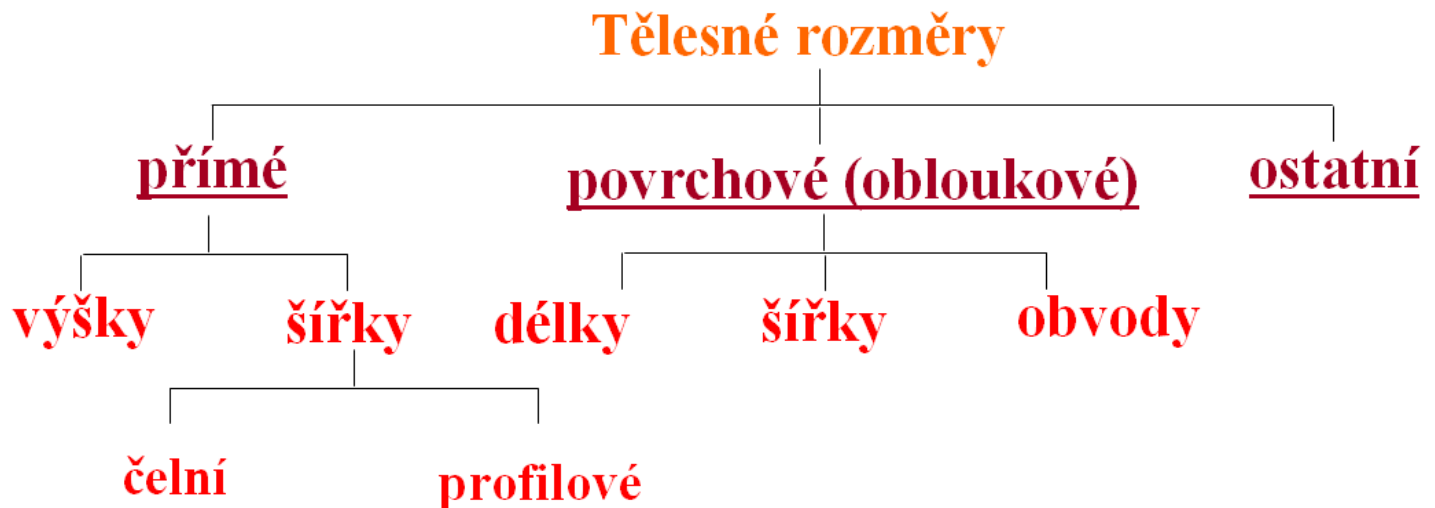 Tělesné rozměry
přímé
povrchové (obloukové)
ostatní
výšky
šířky
délky
šířky
obvody
čelní
profilové